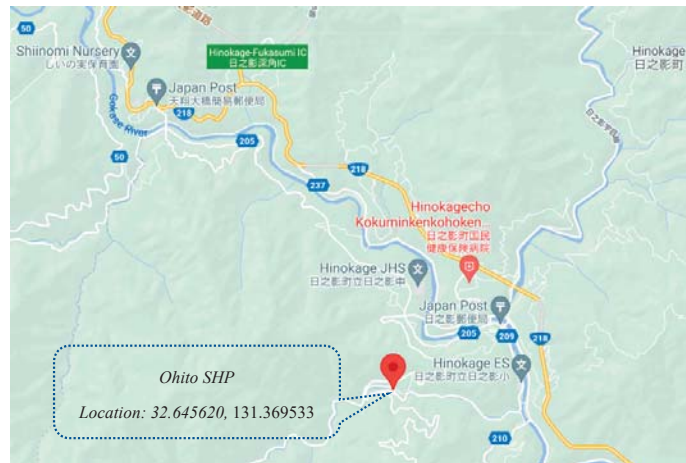 50
Shiinomi Nursery
しいの実保育園
Hinokage-Fukasumi IC
日之影深角IC
Hinokage
日之影町
Japan Post
天翔大橋簡易郵便局
218
Gokase River
205
50
237
218
Hinokagecho
Kokuminkenkohoken...
日之影町国民
健康保険病院
Hinokage JHS
日之影町立日之影中
Japan Post
日之影郵便局
205
209
218
Hinokage ES
日之影町立日之影小
Ohito SHP
Location: 32.645620, 131.369533
210